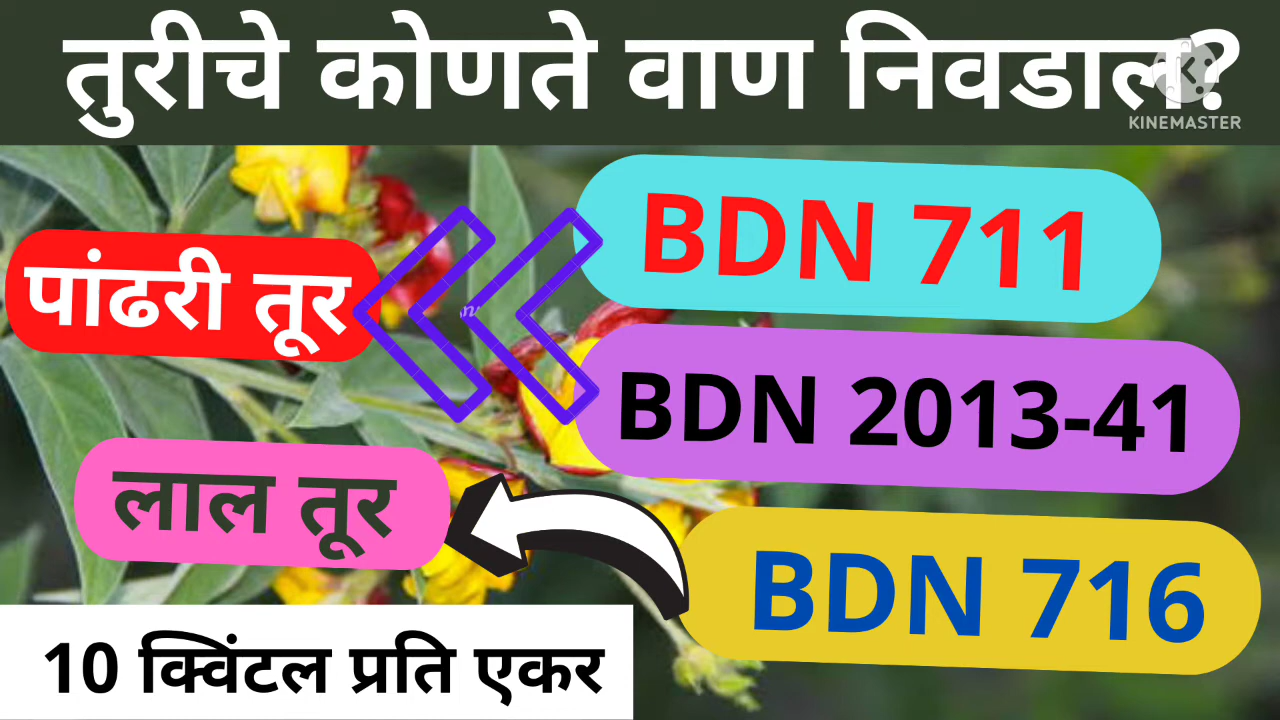 तुरीचे कोणते वाण निवडाल?
KINEMASTER
BDN 711
पांढरी तूर
BDN 2013-41
लाल तूर
BDN 716
10 क्विंटल प्रति एकर